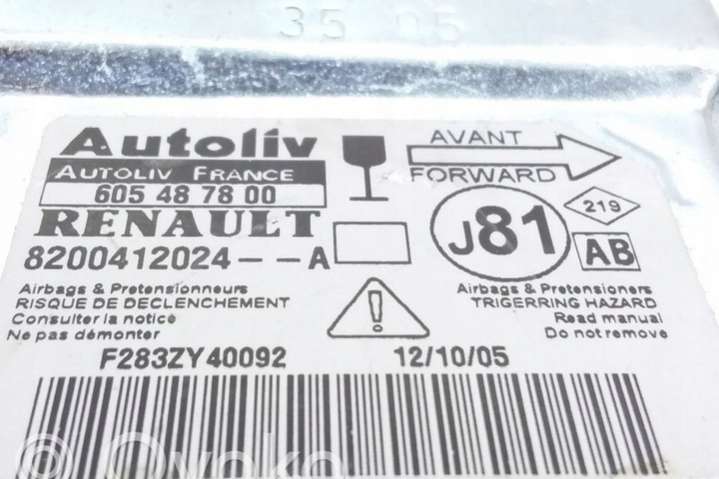 35 05
Autoliv
AUTOLIV FRANCE
605 48 78 00
RENAULT
8200412024--A
AVANT
FORWARD
J81
219
AB
Airbags & Pretensionneurs
RISQUE DE DECLENCHEMENT
Consulter la notice
Ne pas démonter
Airbags & Pretensioners
TRIGERRING HAZARD
Read manual
Do not remove
F283ZY40092
12/10/05
© Ovoko